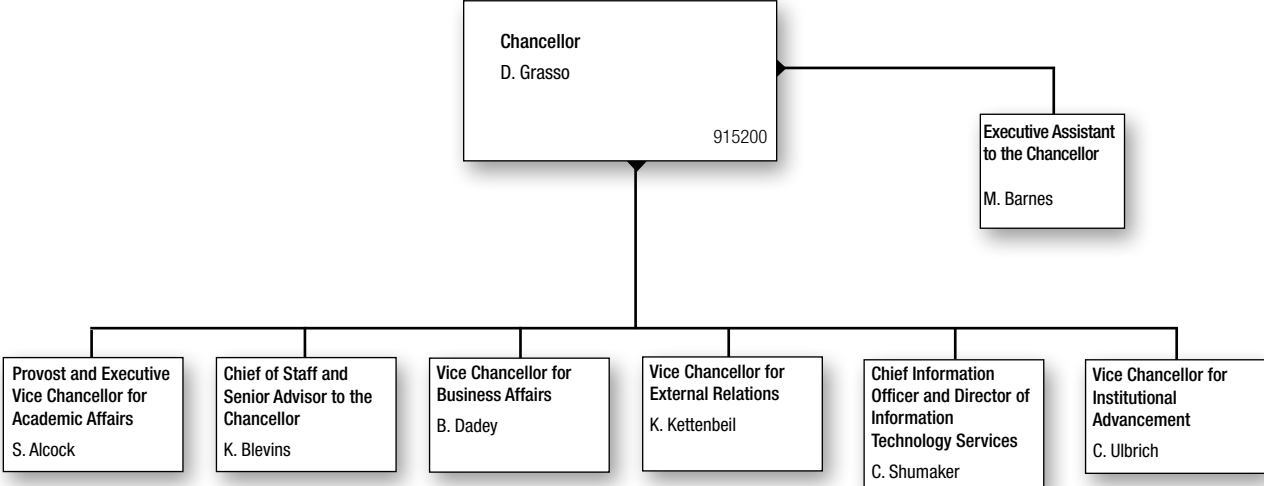 Chancellor
D. Grasso
915200
Executive Assistant
to the Chancellor
M. Barnes
Provost and Executive
Vice Chancellor for
Academic Affairs
S. Alcock
Chief of Staff and
Senior Advisor to the
Chancellor
K. Blevins
Vice Chancellor for
Business Affairs
B. Dadey
Vice Chancellor for
External Relations
K. Kettenbeil
Chief Information
Officer and Director of
Information
Technology Services
C. Shumaker
Vice Chancellor for
Institutional
Advancement
C. Ulbrich